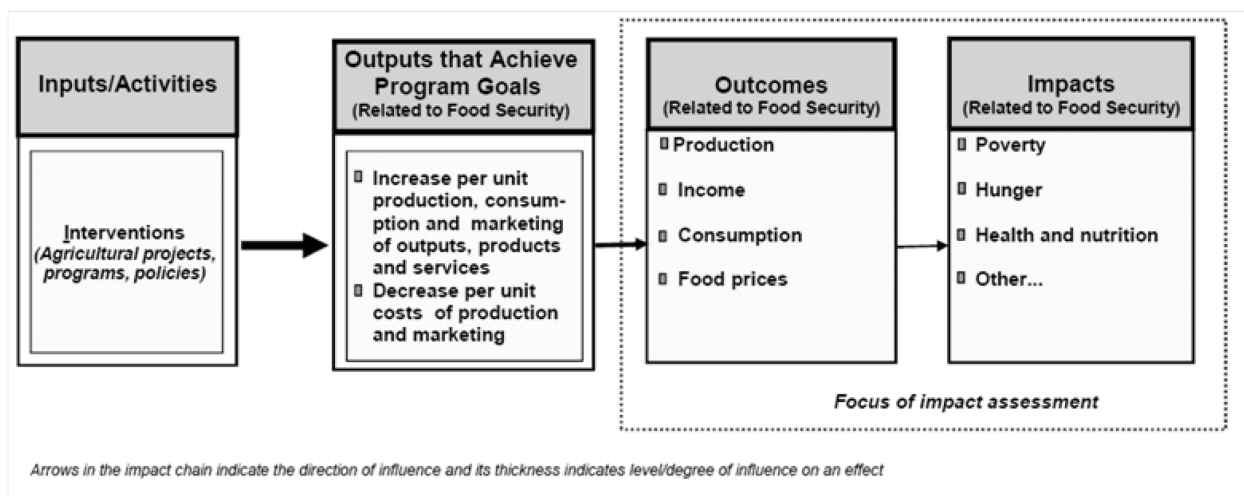 Inputs/Activities
Interventions
(Agricultural projects,
programs, policies)
Outputs that Achieve
Program Goals
(Related to Food Security)
Increase per unit
production, consum-
ption and marketing
of outputs, products
and services
Decrease per unit
costs of production
and marketing
Outcomes
(Related to Food Security)
Production
Income
Consumption
Food prices
Impacts
(Related to Food Security)
Poverty
Hunger
Health and nutrition
Other...
Focus of impact assessment
Arrows in the impact chain indicate the direction of influence and its thickness indicates level/degree of influence on an effect